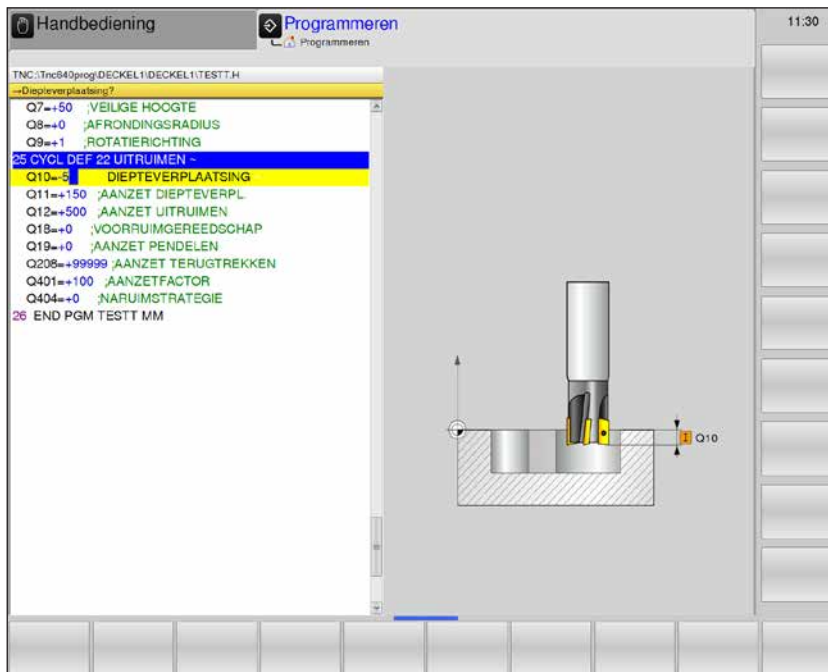 Handbediening
Programmeren
Programmeren
11:30
TNC:\Tnc640prog\DECKEL1\DECKEL1\TESTT.H
→Diepteverplaatsing?
Q7=+50 ;VEILIGE HOOGTE
Q8=+0 ;AFRONDINGSRADIUS
Q9=+1 ;ROTATIERICHTING
25 CYCL DEF 22 UITRUIMEN ~
Q10=-5 DIEPTEVERPLAATSING
Q11=+150 ;AANZET DIEPTEVERPL.
Q12=+500 ;AANZET UITRUIMEN
Q18=+0 ;VOORRUIMGEREEDSCHAP
Q19=+0 ;AANZET PENDELEN
Q208=+99999 ;AANZET TERUGTREKKEN
Q401=+100 ;AANZETFACTOR
Q404=+0 ;NARUIMSTRATEGIE
26 END PGM TESTT MM
I Q10